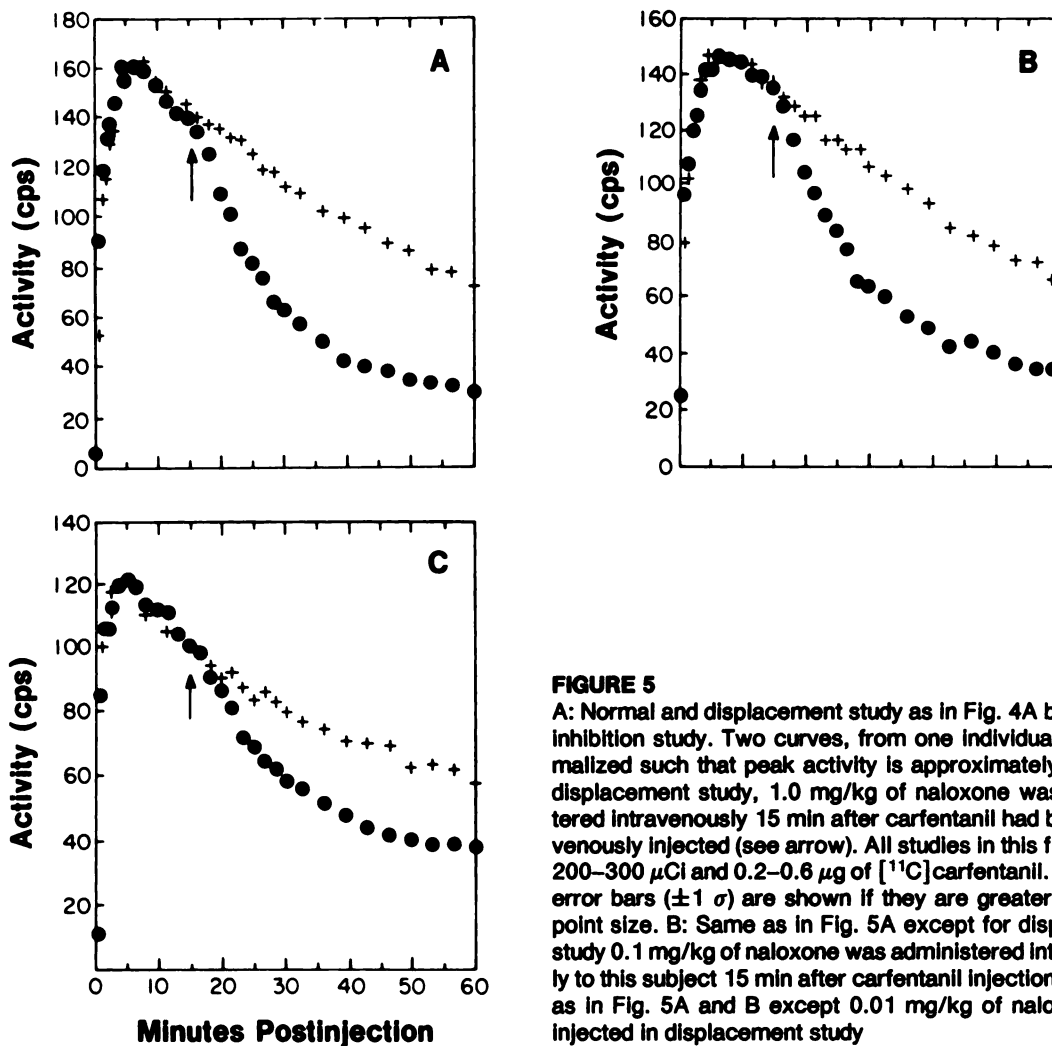 A
Activity (cps)
180
160
140
120
100
80
60
40
20
0
0 10 20 30 40 50 60
B
Activity (cps)
160
140
120
100
80
60
40
20
0
C
Activity (cps)
140
120
100
80
60
40
20
0 10 20 30 40 50 60
Minutes Postinjection
FIGURE 5
A: Normal and displacement study as in Fig. 4A b
inhibition study. Two curves, from one individua
malized such that peak activity is approximately
displacement study, 1.0 mg/kg of naloxone was
tered intravenously 15 min after carfentanil had b
venously injected (see arrow). All studies in this f
200–300 μCi and 0.2–0.6 μg of [¹¹C]carfentanil.
error bars (±1 σ) are shown if they are greater
point size. B: Same as in Fig. 5A except for disp
study 0.1 mg/kg of naloxone was administered int
ly to this subject 15 min after carfentanil injection
as in Fig. 5A and B except 0.01 mg/kg of nalo
injected in displacement study